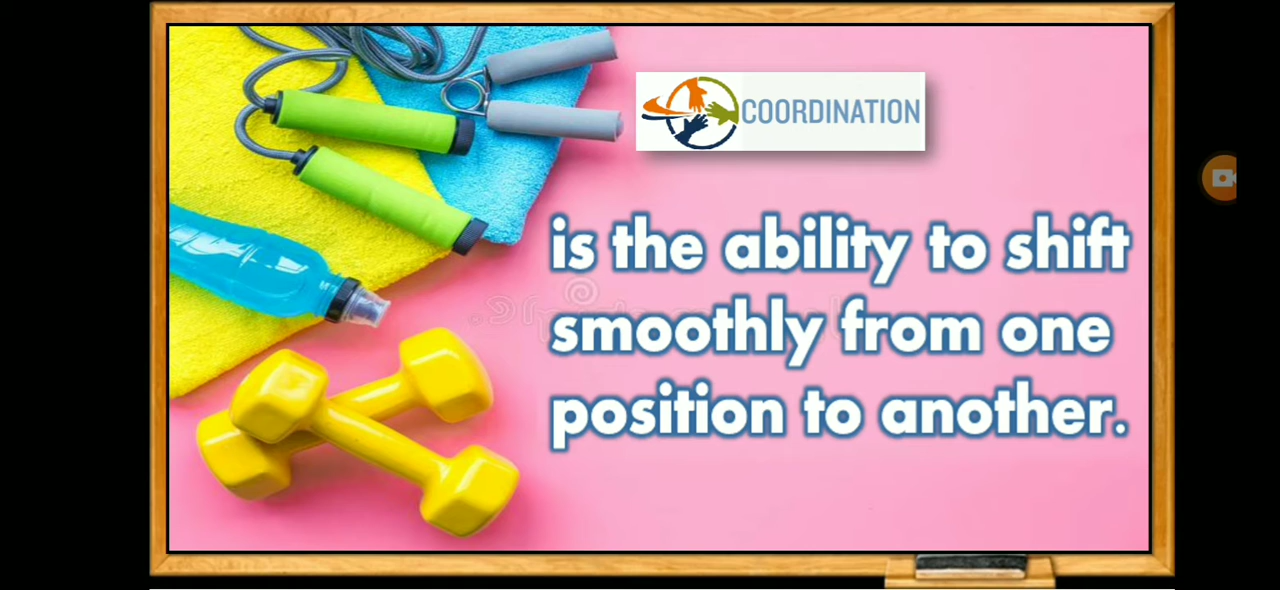 COORDINATION
is the ability to shift
smoothly from one
position to another.